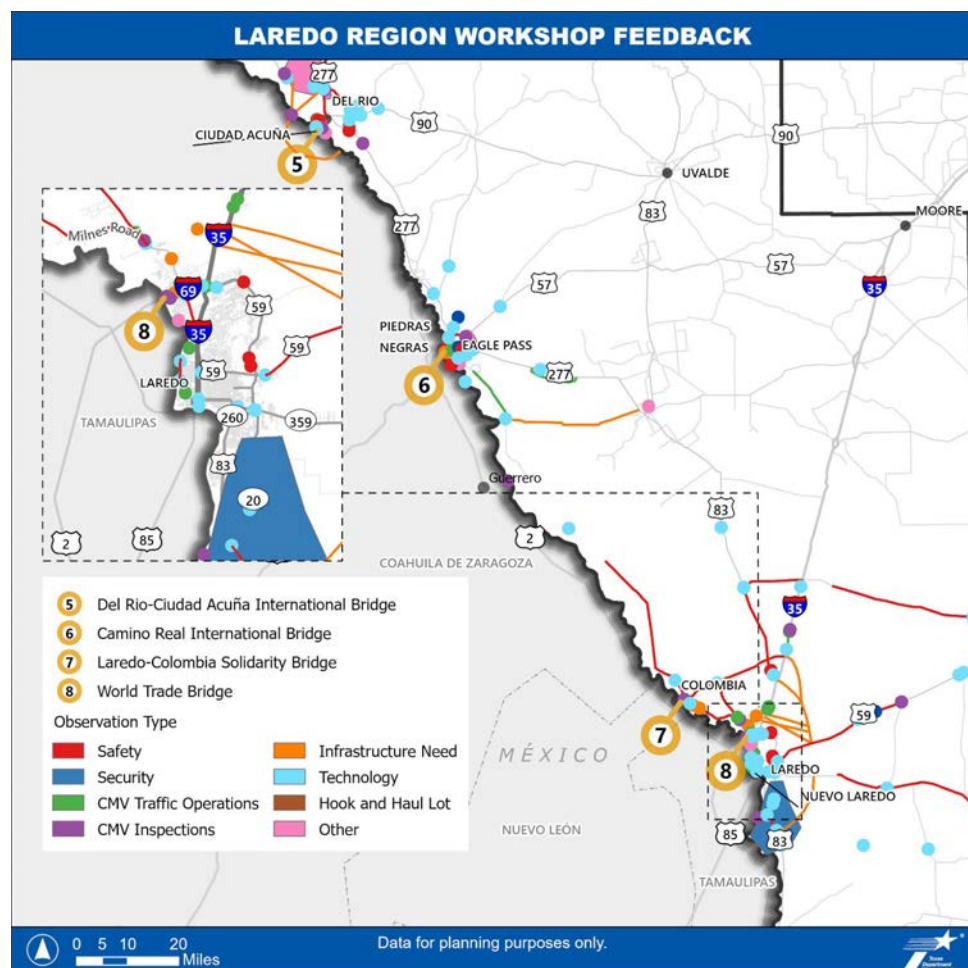 LAREDO REGION WORKSHOP FEEDBACK
277
DEL RIO
90
90
CIUDAD ACUÑA
5
UVALDE
83
MOORE
277
57
57
35
35
Milnes Road
69
59
8
35
59
59
LAREDO
260
359
TAMAULIPAS
83
20
2
85
PIEDRAS
NEGRAS
EAGLE PASS
6
277
Guerrero
83
2
COAHUILA DE ZARAGOZA
35
COLOMBIA
7
59
MÉXICO
8
LAREDO
NUEVO LAREDO
NUEVO LEÓN
85
83
TAMAULIPAS
5 Del Rio-Ciudad Acuña International Bridge
6 Camino Real International Bridge
7 Laredo-Colombia Solidarity Bridge
8 World Trade Bridge
Observation Type
Safety
Infrastructure Need
Security
Technology
CMV Traffic Operations
Hook and Haul Lot
CMV Inspections
Other
0 5 10 20
Miles
Data for planning purposes only.
Texas
Department